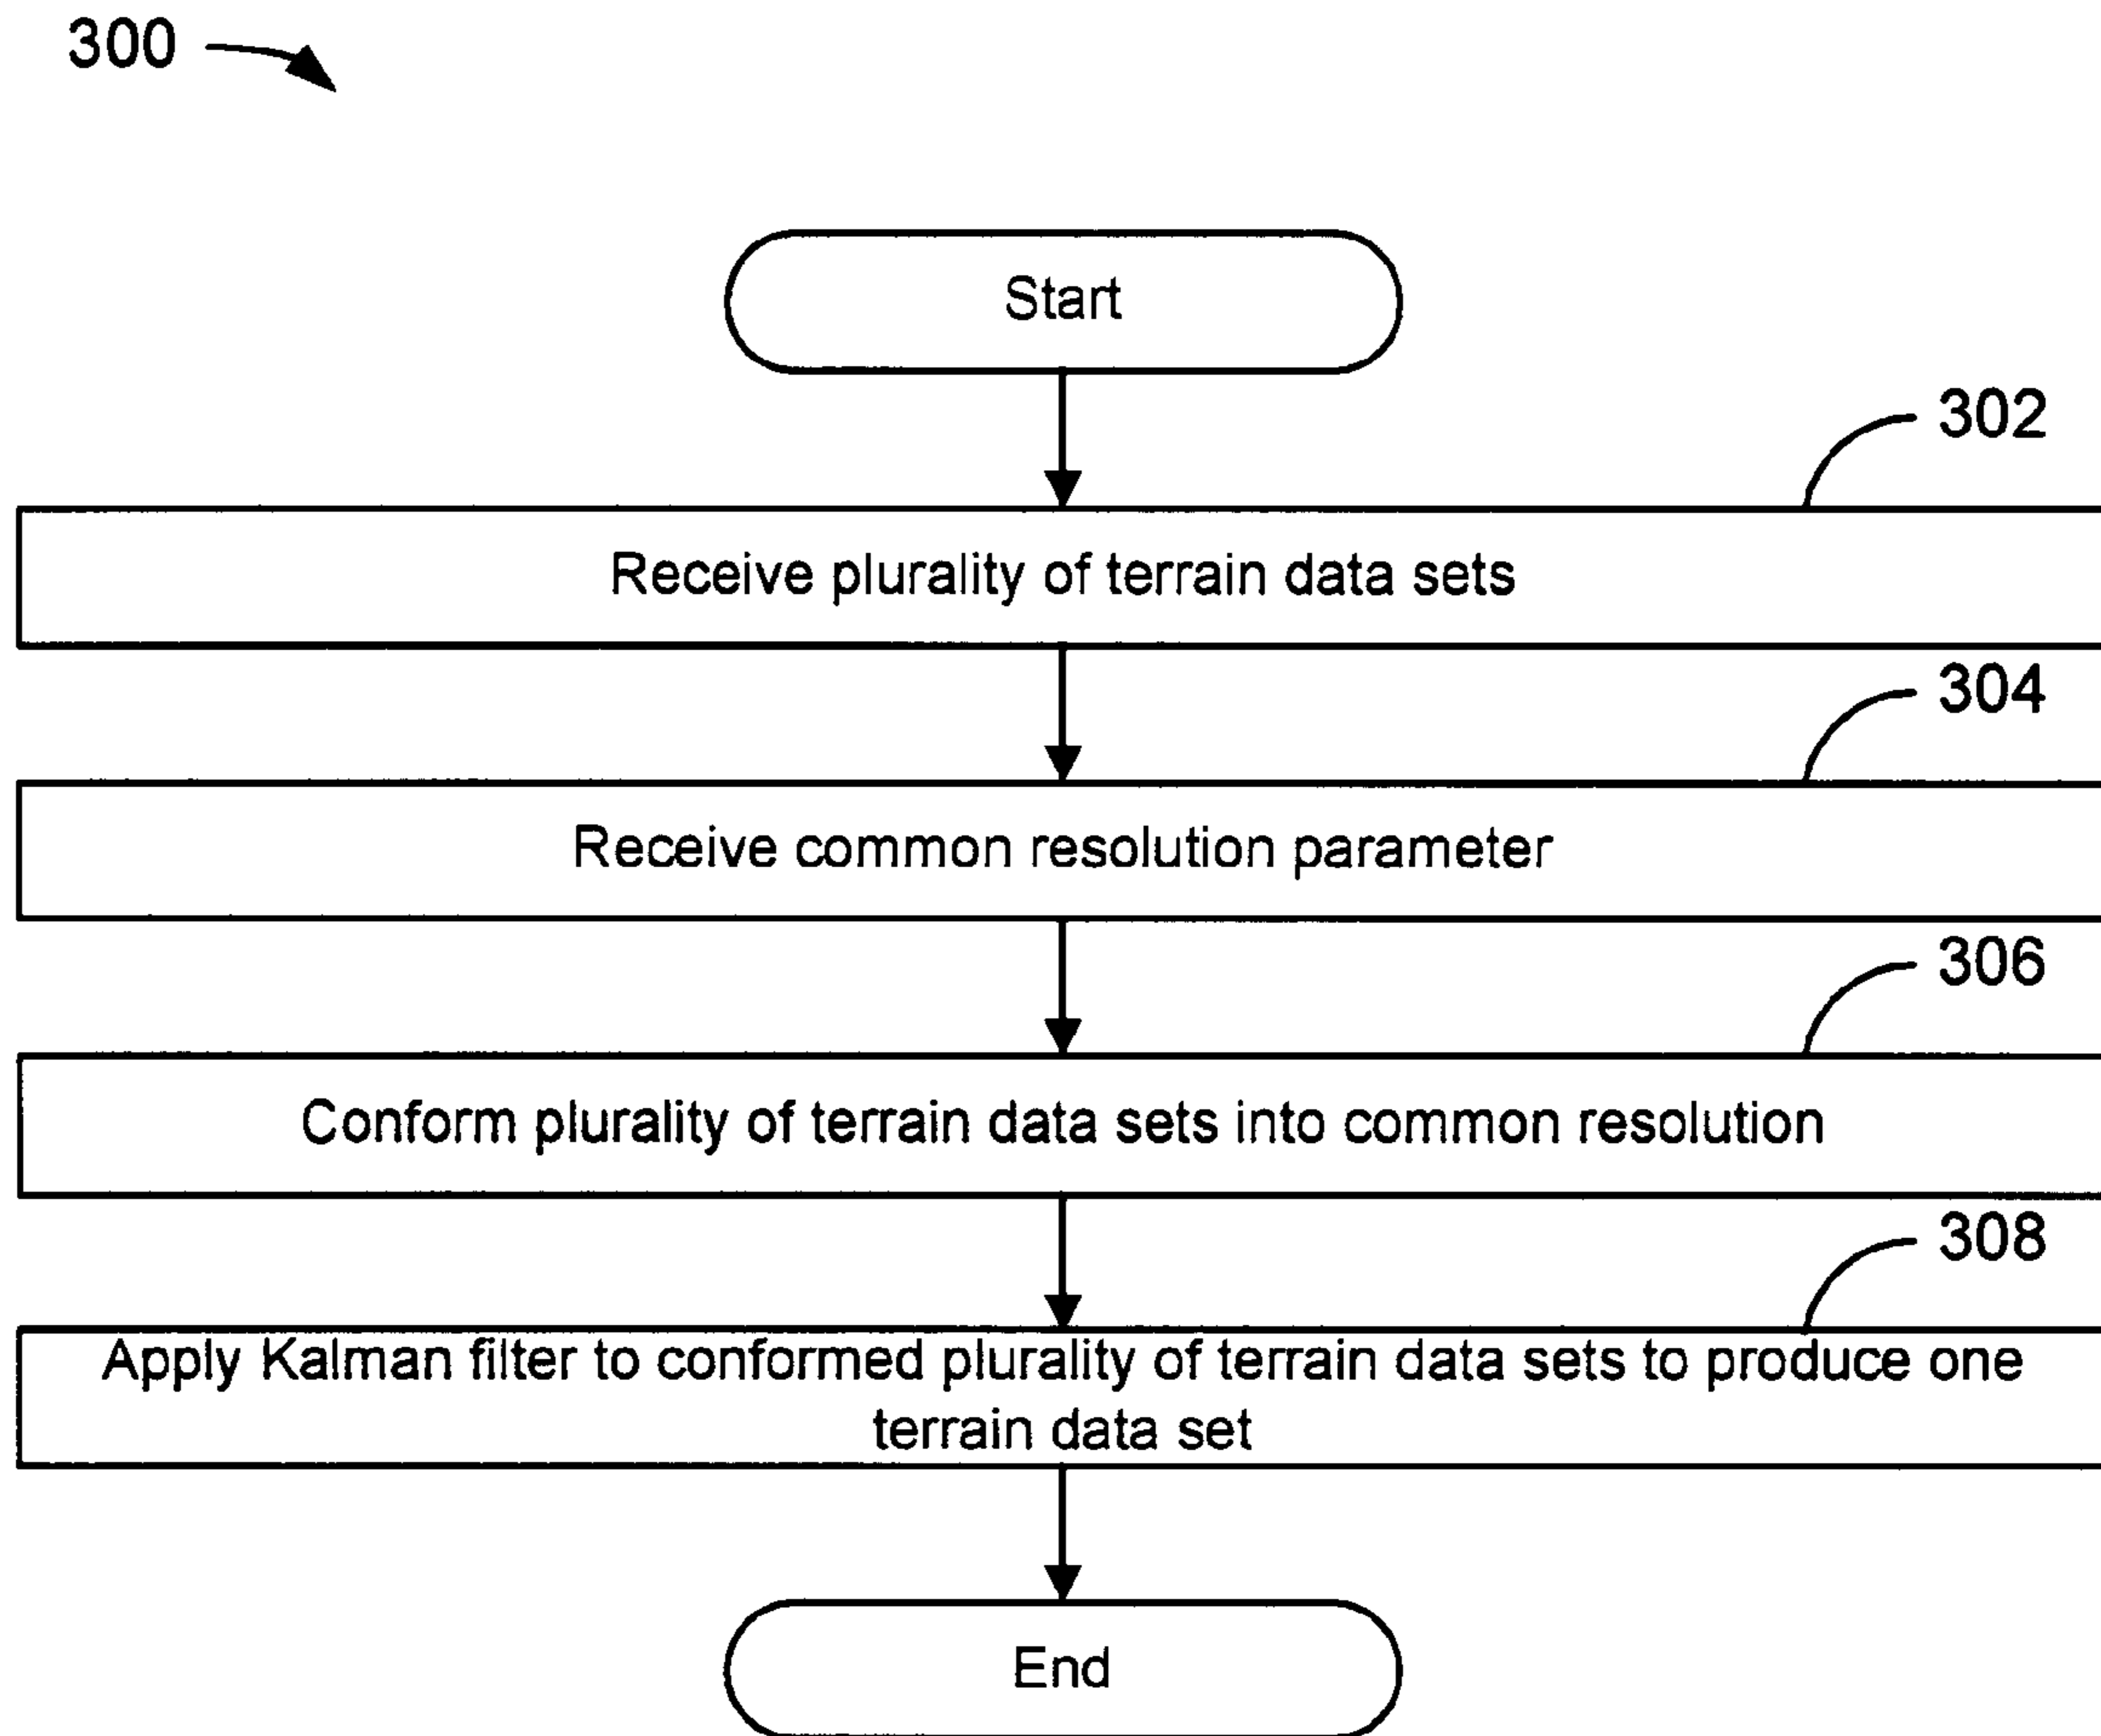 300
Start
302
Receive plurality of terrain data sets
304
Receive common resolution parameter
306
Conform plurality of terrain data sets into common resolution
308
Apply Kalman filter to conformed plurality of terrain data sets to produce one
terrain data set
End